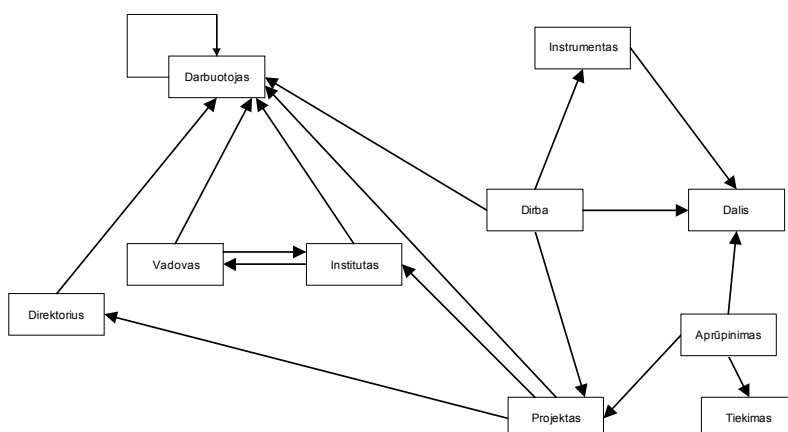 Instrumentas
Darbuotojas
Dirba
Dalis
Vadovas
Institutas
Direktorius
Aprūpinimas
Projektas
Tiekimas